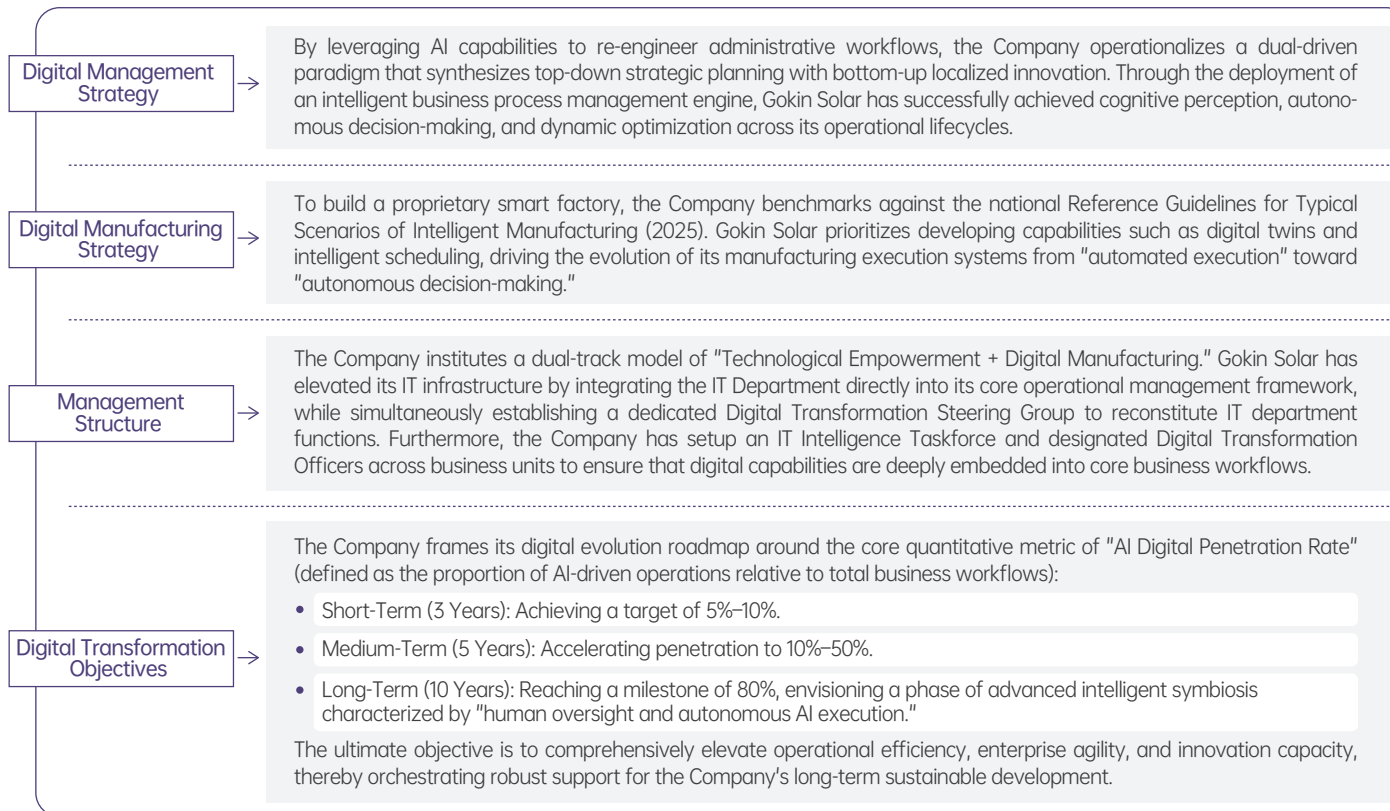 Digital Management
Strategy
By leveraging AI capabilities to re-engineer administrative workflows, the Company operationalizes a dual-driven
paradigm that synthesizes top-down strategic planning with bottom-up localized innovation. Through the deployment of
an intelligent business process management engine, Gokin Solar has successfully achieved cognitive perception, autono-
mous decision-making, and dynamic optimization across its operational lifecycles.
Digital Manufacturing
Strategy
To build a proprietary smart factory, the Company benchmarks against the national Reference Guidelines for Typical
Scenarios of Intelligent Manufacturing (2025). Gokin Solar prioritizes developing capabilities such as digital twins and
intelligent scheduling, driving the evolution of its manufacturing execution systems from "automated execution" toward
"autonomous decision-making."
Management
Structure
The Company institutes a dual-track model of "Technological Empowerment + Digital Manufacturing." Gokin Solar has
elevated its IT infrastructure by integrating the IT Department directly into its core operational management framework,
while simultaneously establishing a dedicated Digital Transformation Steering Group to reconstitute IT department
functions. Furthermore, the Company has setup an IT Intelligence Taskforce and designated Digital Transformation
Officers across business units to ensure that digital capabilities are deeply embedded into core business workflows.
Digital Transformation
Objectives
The Company frames its digital evolution roadmap around the core quantitative metric of "AI Digital Penetration Rate"
(defined as the proportion of AI-driven operations relative to total business workflows):
• Short-Term (3 Years): Achieving a target of 5%–10%.
• Medium-Term (5 Years): Accelerating penetration to 10%–50%.
• Long-Term (10 Years): Reaching a milestone of 80%, envisioning a phase of advanced intelligent symbiosis
characterized by "human oversight and autonomous AI execution."
The ultimate objective is to comprehensively elevate operational efficiency, enterprise agility, and innovation capacity,
thereby orchestrating robust support for the Company's long-term sustainable development.